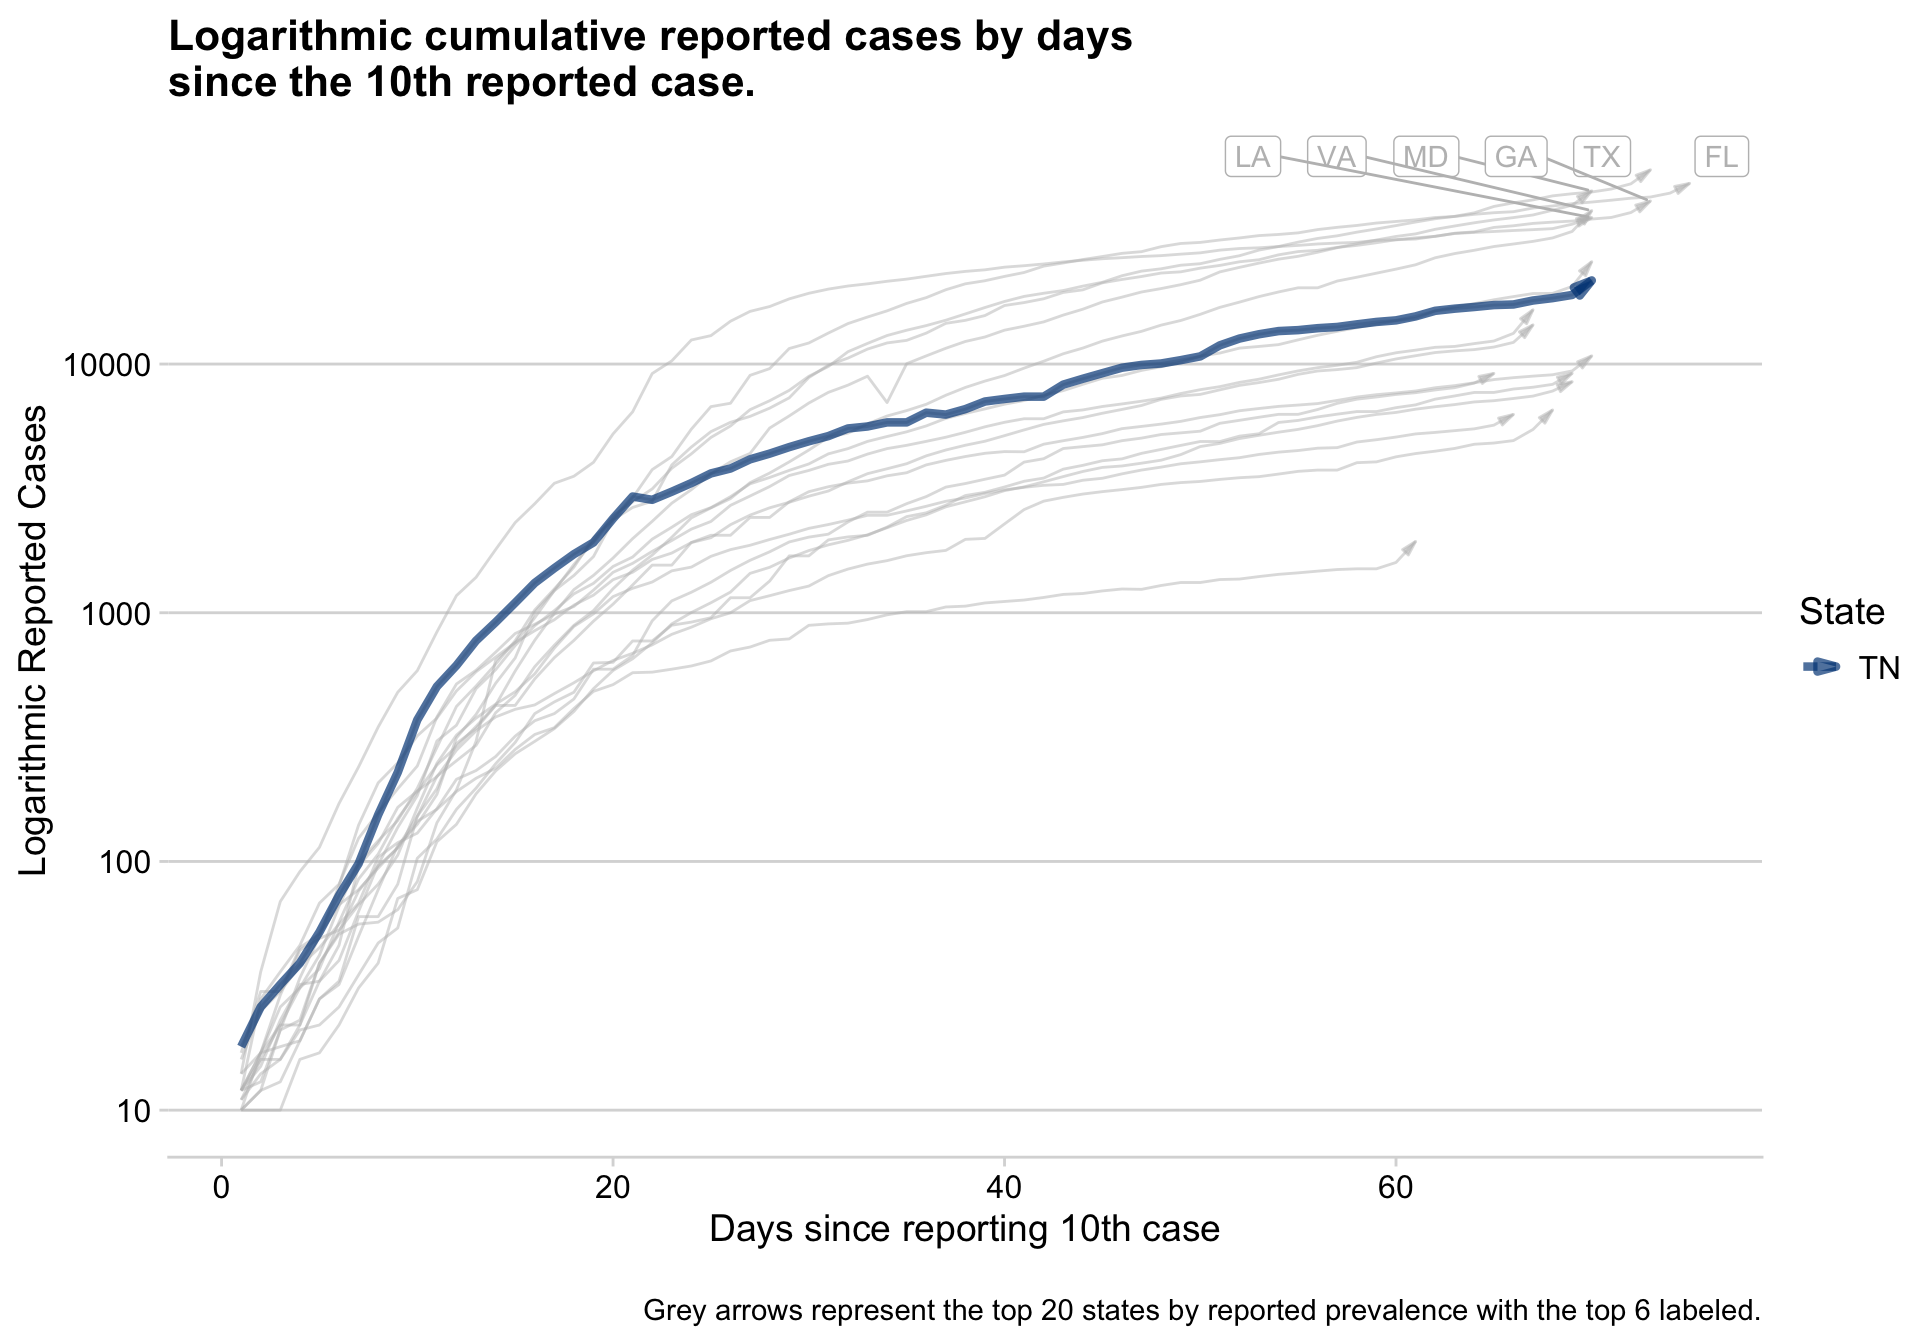 Logarithmic cumulative reported cases by days
since the 10th reported case.
LA VA MD GA TX FL
10000
1000
100
10
Logarithmic Reported Cases
0 20 40 60
Days since reporting 10th case
State
TN
Grey arrows represent the top 20 states by reported prevalence with the top 6 labeled.